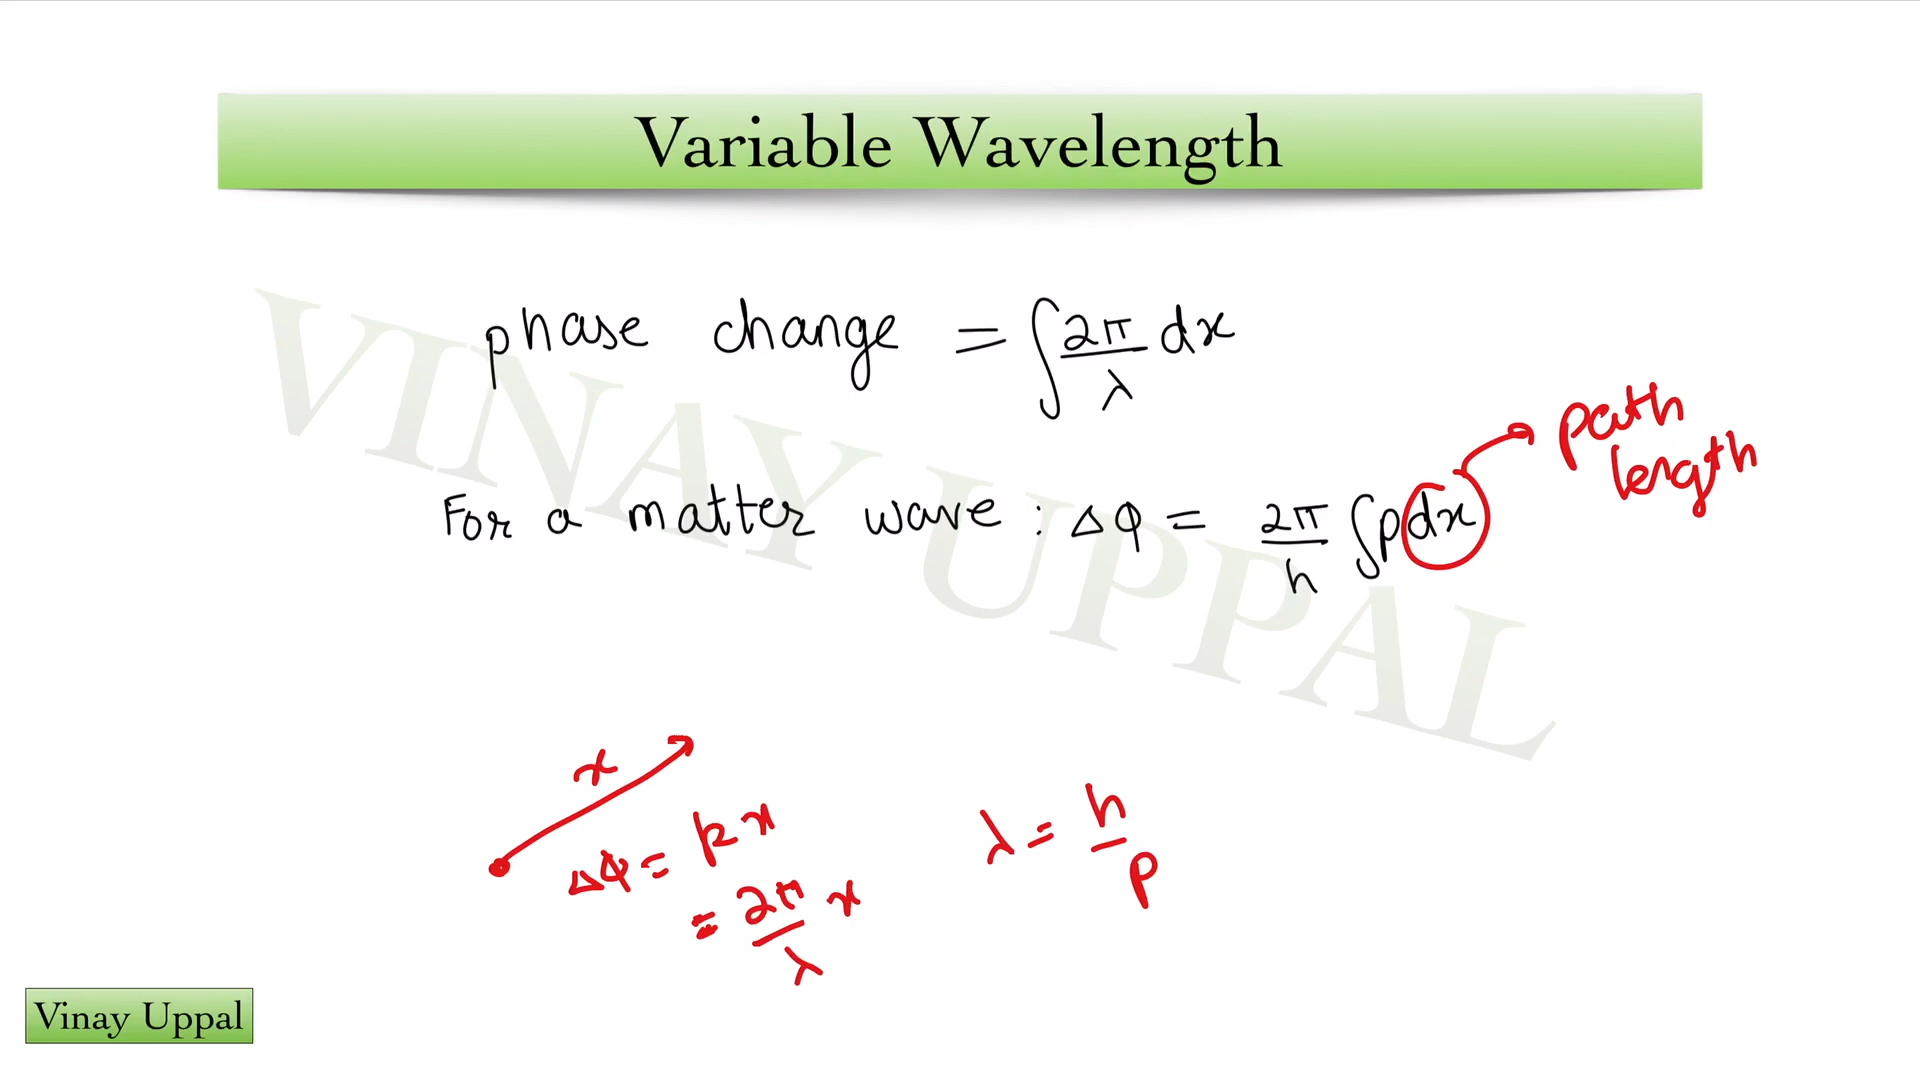 Variable Wavelength
phase change = ∫ 2π/λ dx
path
length
For a matter wave : Δφ = 2π/h ∫ p dx
x
Δφ = kx
= 2π/λ x
λ = h/p
VINAY UPPAL
Vinay Uppal